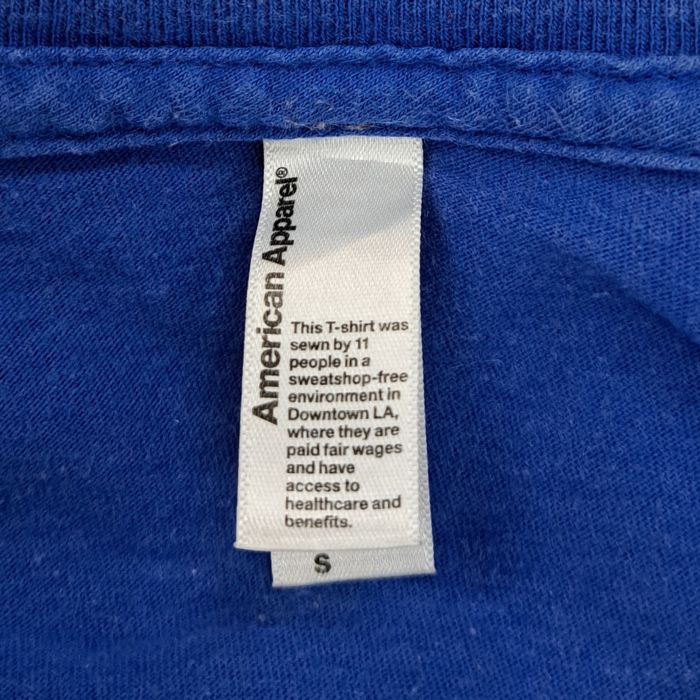 American Apparel®
This T-shirt was
sewn by 11
people in a
sweatshop-free
environment in
Downtown LA,
where they are
paid fair wages
and have
access to
healthcare and
benefits.
S